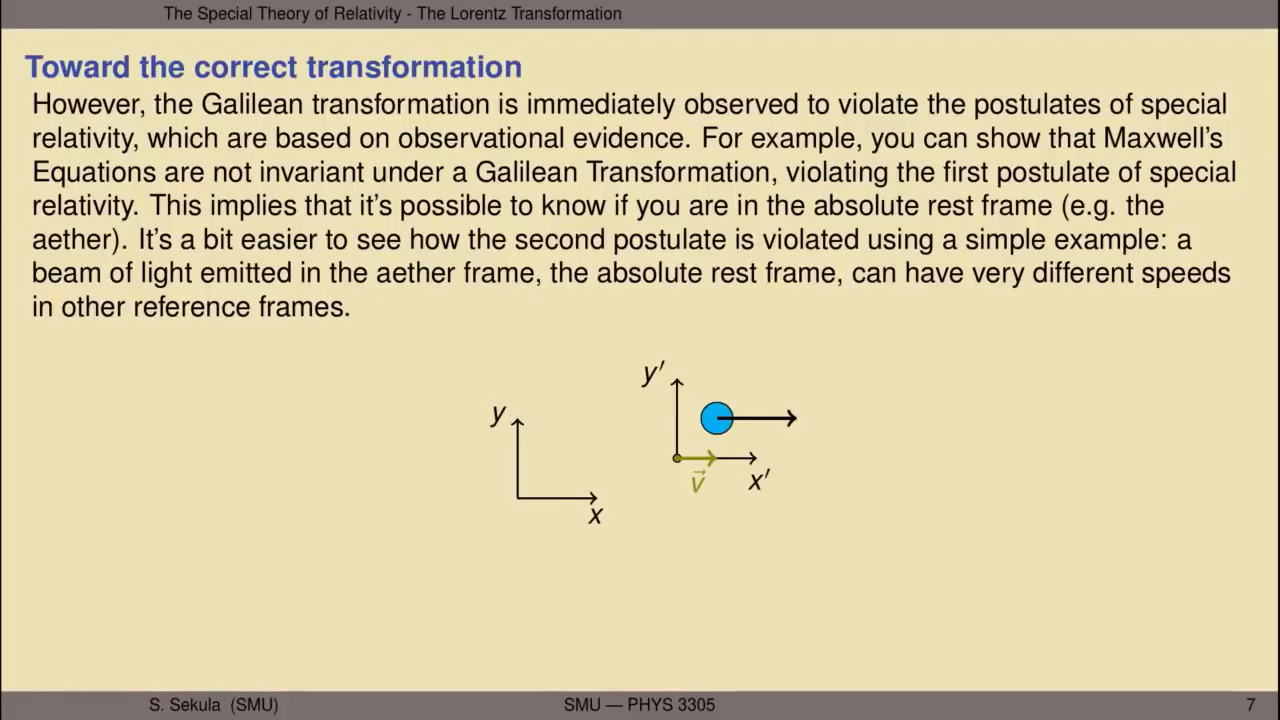 The Special Theory of Relativity - The Lorentz Transformation
Toward the correct transformation
However, the Galilean transformation is immediately observed to violate the postulates of special
relativity, which are based on observational evidence. For example, you can show that Maxwell's
Equations are not invariant under a Galilean Transformation, violating the first postulate of special
relativity. This implies that it's possible to know if you are in the absolute rest frame (e.g. the
aether). It's a bit easier to see how the second postulate is violated using a simple example: a
beam of light emitted in the aether frame, the absolute rest frame, can have very different speeds
in other reference frames.
y′
y
v⃗
x′
x
S. Sekula (SMU)
SMU — PHYS 3305
7